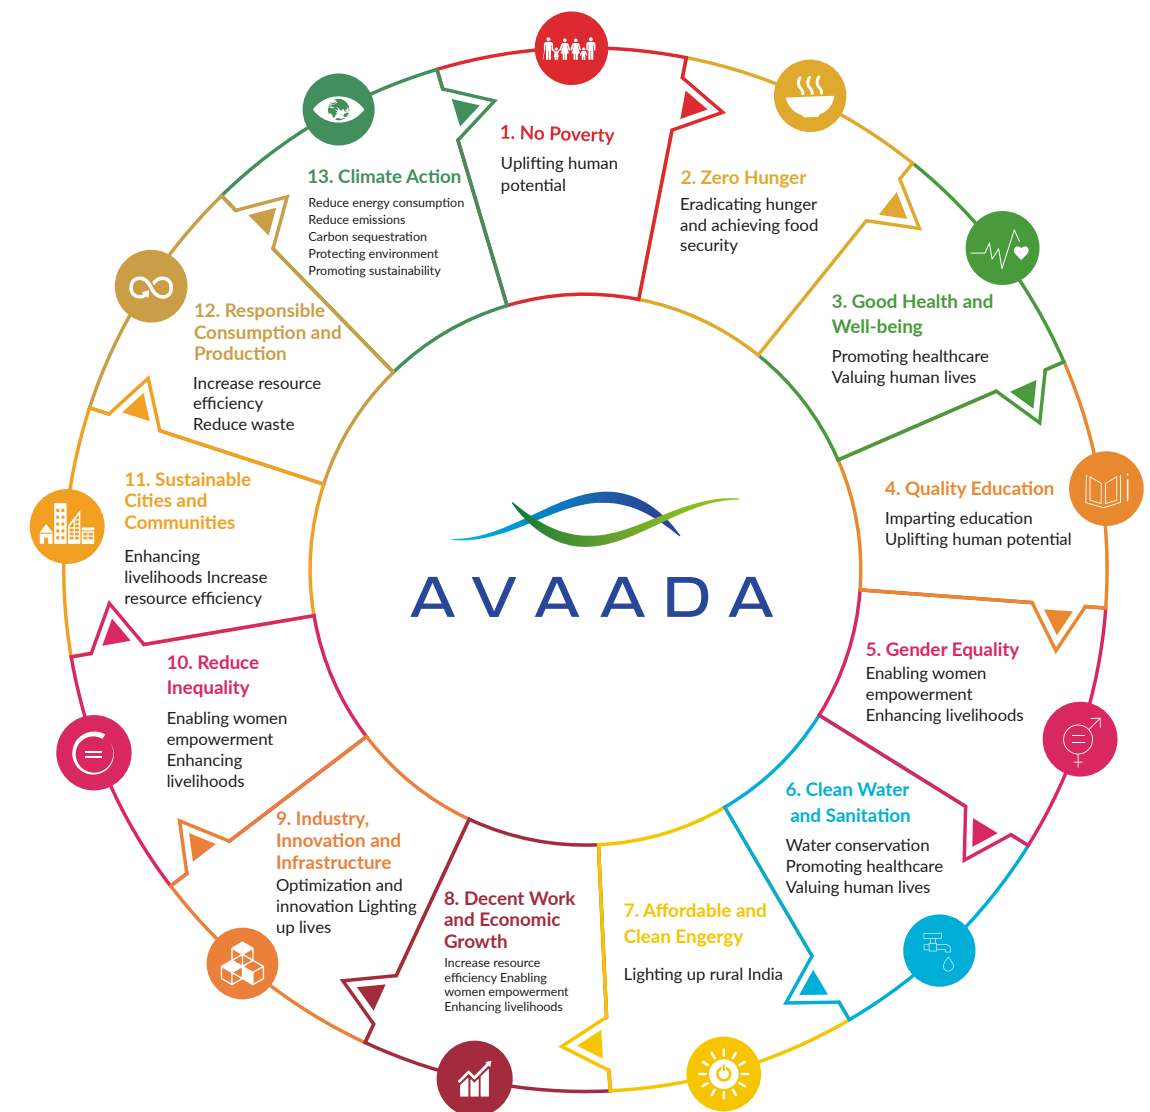 1. No Poverty
Uplifting human
potential
2. Zero Hunger
Eradicating hunger
and achieving food
security
3. Good Health and
Well-being
Promoting healthcare
Valuing human lives
4. Quality Education
Imparting education
Uplifting human potential
5. Gender Equality
Enabling women
empowerment
Enhancing livelihoods
6. Clean Water
and Sanitation
Water conservation
Promoting healthcare
Valuing human lives
7. Affordable and
Clean Engergy
Lighting up rural India
8. Decent Work
and Economic
Growth
Increase resource
efficiency Enabling
women empowerment
Enhancing livelihoods
9. Industry,
Innovation and
Infrastructure
Optimization and
innovation Lighting
up lives
10. Reduce
Inequality
Enabling women
empowerment
Enhancing
livelihoods
11. Sustainable
Cities and
Communities
Enhancing
livelihoods Increase
resource efficiency
12. Responsible
Consumption and
Production
Increase resource
efficiency
Reduce waste
13. Climate Action
Reduce energy consumption
Reduce emissions
Carbon sequestration
Protecting environment
Promoting sustainability
AVAADA